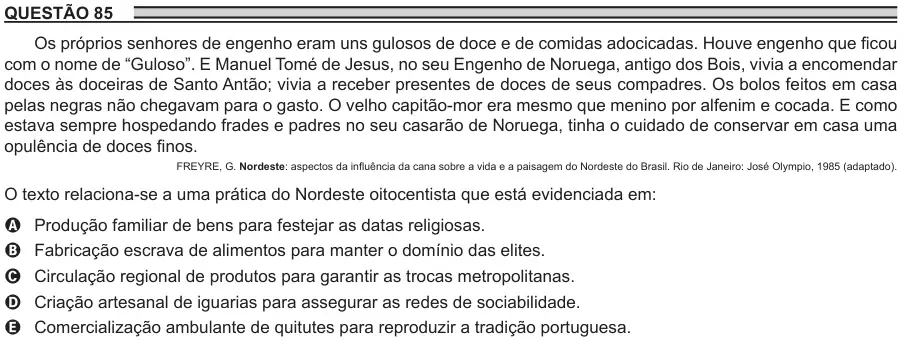 QUESTÃO 85
Os próprios senhores de engenho eram uns gulosos de doce e de comidas adocicadas. Houve engenho que ficou
com o nome de “Guloso”. E Manuel Tomé de Jesus, no seu Engenho de Noruega, antigo dos Bois, vivia a encomendar
doces às doceiras de Santo Antão; vivia a receber presentes de doces de seus compadres. Os bolos feitos em casa
pelas negras não chegavam para o gasto. O velho capitão-mor era mesmo que menino por alfenim e cocada. E como
estava sempre hospedando frades e padres no seu casarão de Noruega, tinha o cuidado de conservar em casa uma
opulência de doces finos.
FREYRE, G. Nordeste: aspectos da influência da cana sobre a vida e a paisagem do Nordeste do Brasil. Rio de Janeiro: José Olympio, 1985 (adaptado).
O texto relaciona-se a uma prática do Nordeste oitocentista que está evidenciada em:
A Produção familiar de bens para festejar as datas religiosas.
B Fabricação escrava de alimentos para manter o domínio das elites.
C Circulação regional de produtos para garantir as trocas metropolitanas.
D Criação artesanal de iguarias para assegurar as redes de sociabilidade.
E Comercialização ambulante de quitutes para reproduzir a tradição portuguesa.